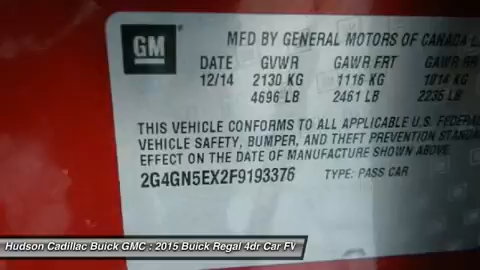 GM
MFD BY GENERAL MOTORS OF CANADA
DATE GVWR GAWR FRT GAWR
12/14 2130 KG 1116 KG 1014 KG
4696 LB 2461 LB 2235 LB
THIS VEHICLE CONFORMS TO ALL APPLICABLE U.S. FEDERAL
VEHICLE SAFETY, BUMPER, AND THEFT PREVENTION
EFFECT ON THE DATE OF MANUFACTURE SHOWN ABOVE.
2G4GN5EX2F9193376 TYPE: PASS CAR
Hudson Cadillac Buick GMC : 2015 Buick Regal 4dr Car FV